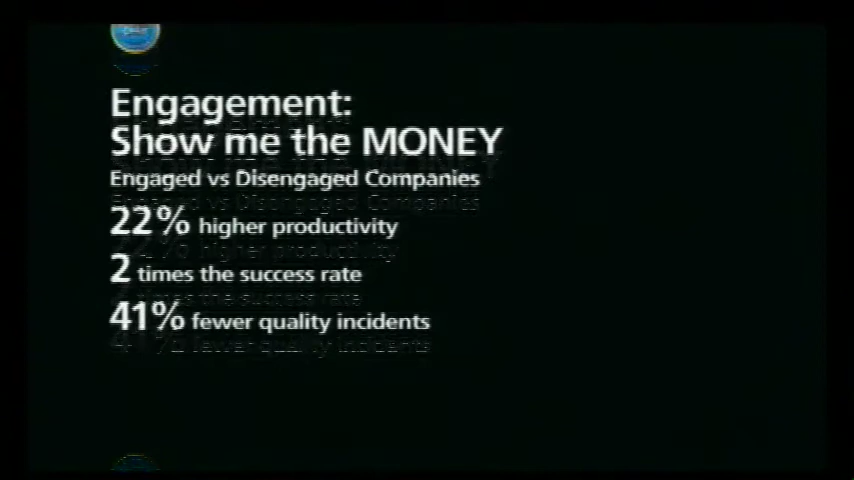 Engagement:
Show me the MONEY
Engaged vs Disengaged Companies
22% higher productivity
2 times the success rate
41% fewer quality incidents